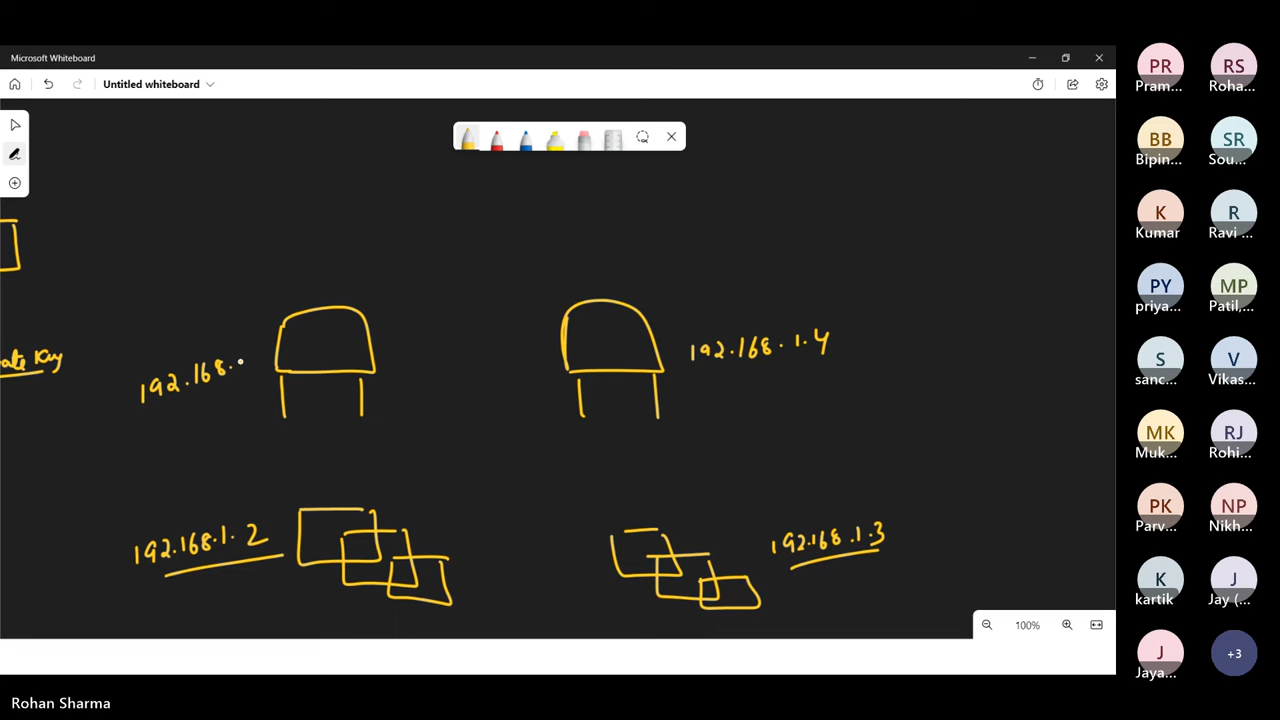 Microsoft Whiteboard
Untitled whiteboard
ate Key
192.168.
192.168.1.4
192.168.1.2
192.168.1.3
100%
Rohan Sharma
PR
Pram...
RS
Roha...
BB
Bipin...
SR
Sou...
K
Kumar
R
Ravi ...
PY
priya...
MP
Patil,...
S
sanc...
V
Vikas...
MK
Muk...
RJ
Rohi...
PK
Parv...
NP
Nikh...
K
kartik
J
Jay (...
J
Jaya...
+3